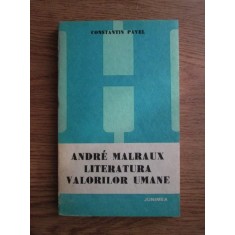 CONSTANTIN PAVEL
ANDRÉ MALRAUX
LITERATURA
VALORILOR UMANE
JUNIMEA